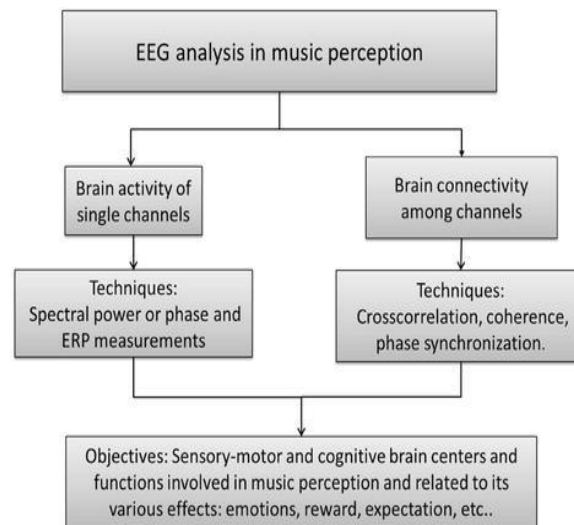 EEG analysis in music perception
Brain activity of
single channels
Brain connectivity
among channels
Techniques:
Spectral power or phase and
ERP measurements
Techniques:
Crosscorrelation, coherence,
phase synchronization.
Objectives: Sensory-motor and cognitive brain centers and
functions involved in music perception and related to its
various effects: emotions, reward, expectation, etc..